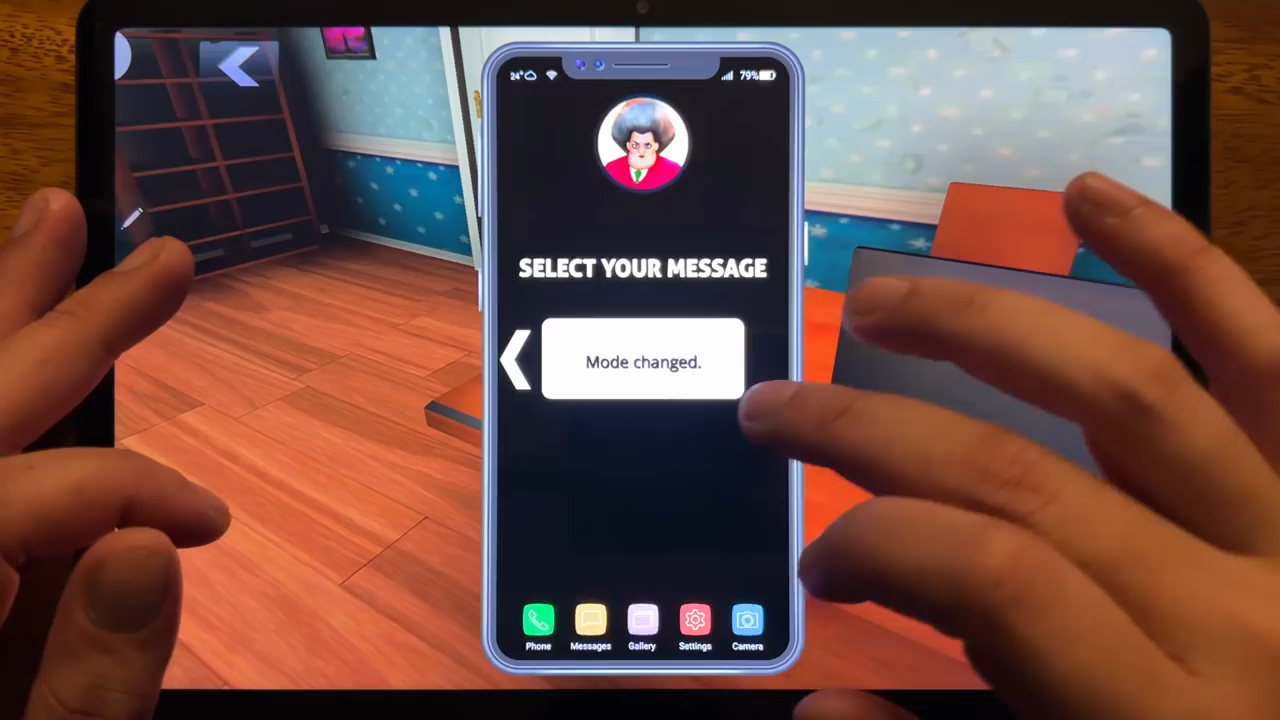 24°
79%
SELECT YOUR MESSAGE
Mode changed.
Phone Messages Gallery Settings Camera